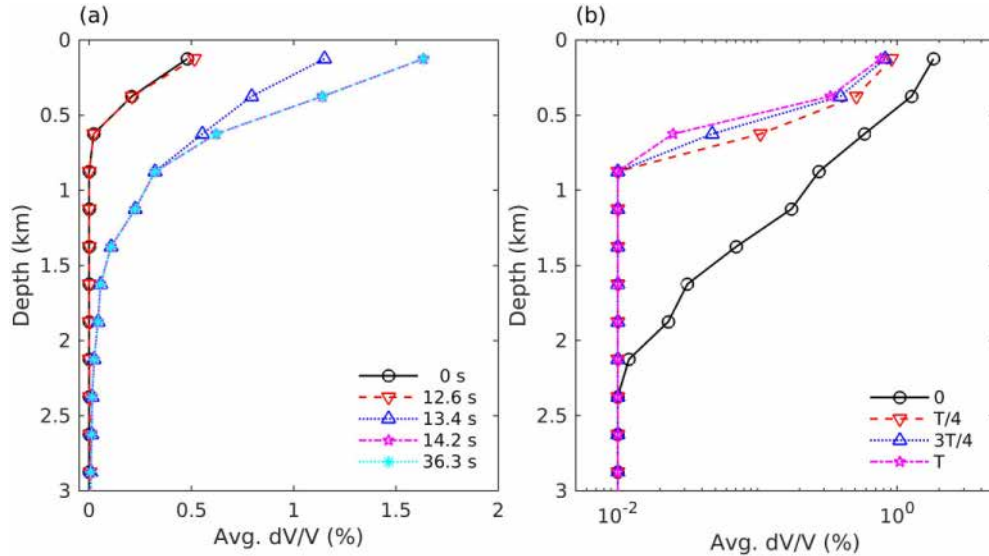 (a)
0
0.5
1
1.5
2
2.5
3
Depth (km)
0 0.5 1 1.5 2
Avg. dV/V (%)
0 s
12.6 s
13.4 s
14.2 s
36.3 s
(b)
0
0.5
1
1.5
2
2.5
3
Depth (km)
10⁻² 10⁰
Avg. dV/V (%)
0
T/4
3T/4
T